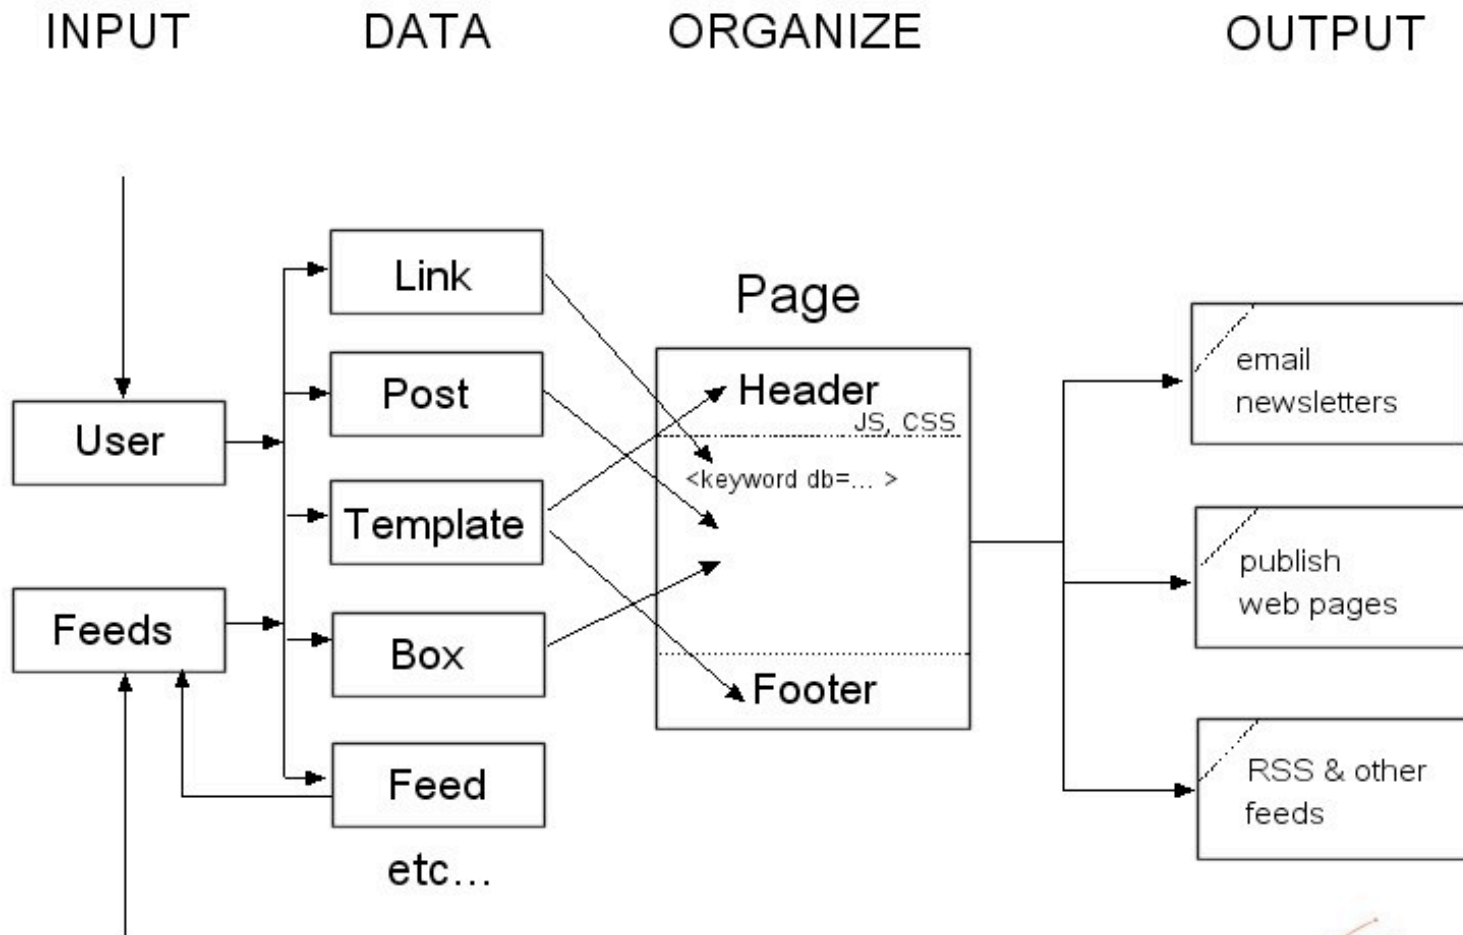 INPUT
DATA
ORGANIZE
OUTPUT
User
Feeds
Link
Post
Template
Box
Feed
etc...
Page
Header
JS, CSS
<keyword db=... >
Footer
email
newsletters
publish
web pages
RSS & other
feeds